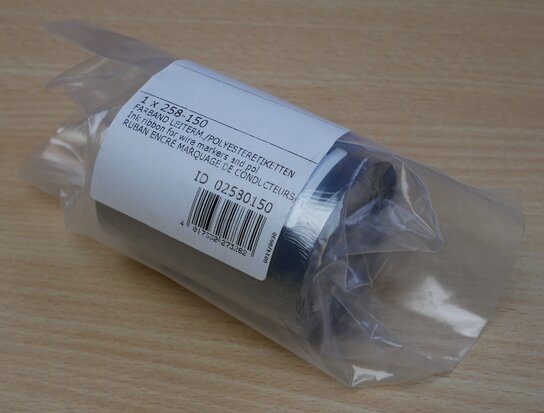 1 x 258-150
FARBAND LEITERM./POLYESTERETIKETTEN
Ink ribbon for wire markers and pol
RUBAN ENCRE MARQUAGE DE CONDUCTEURS/
ID 02580150